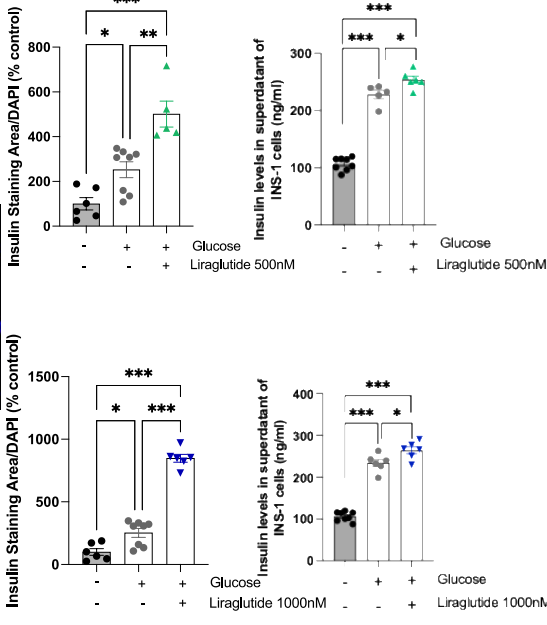 ***
* **
Insulin Staining Area/DAPI (% control)
800
600
400
200
0
- + + Glucose
- - + Liraglutide 500nM
***
*** *
Insulin levels in superdatant of
INS-1 cells (ng/ml)
300
200
100
0
- + + Glucose
- - + Liraglutide 500nM
***
* ***
Insulin Staining Area/DAPI (% control)
1500
1000
500
0
- + + Glucose
- - + Liraglutide 1000nM
***
*** *
Insulin levels in superdatant of
INS-1 cells (ng/ml)
400
300
200
100
0
- + + Glucose
- - + Liraglutide 1000nM